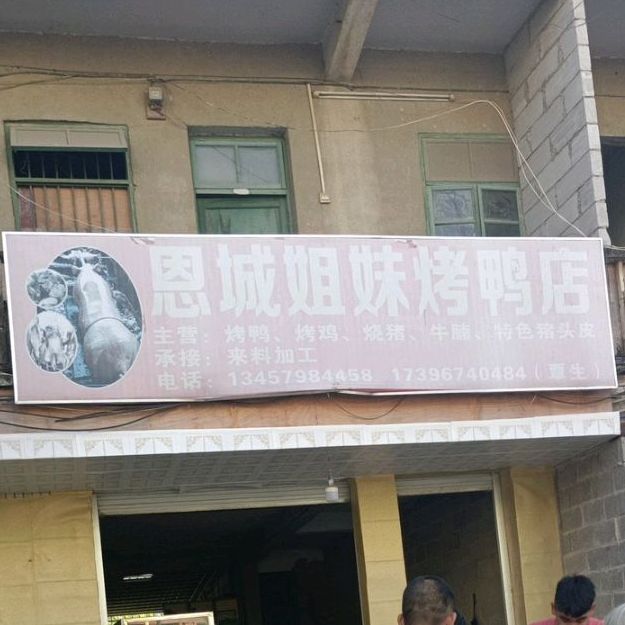 恩城姐妹烤鸭店
主营：烤鸭、烤鸡、烧猪、牛腩、特色猪头皮
承接：来料加工
电话：13457984458 17396740484（覃生）